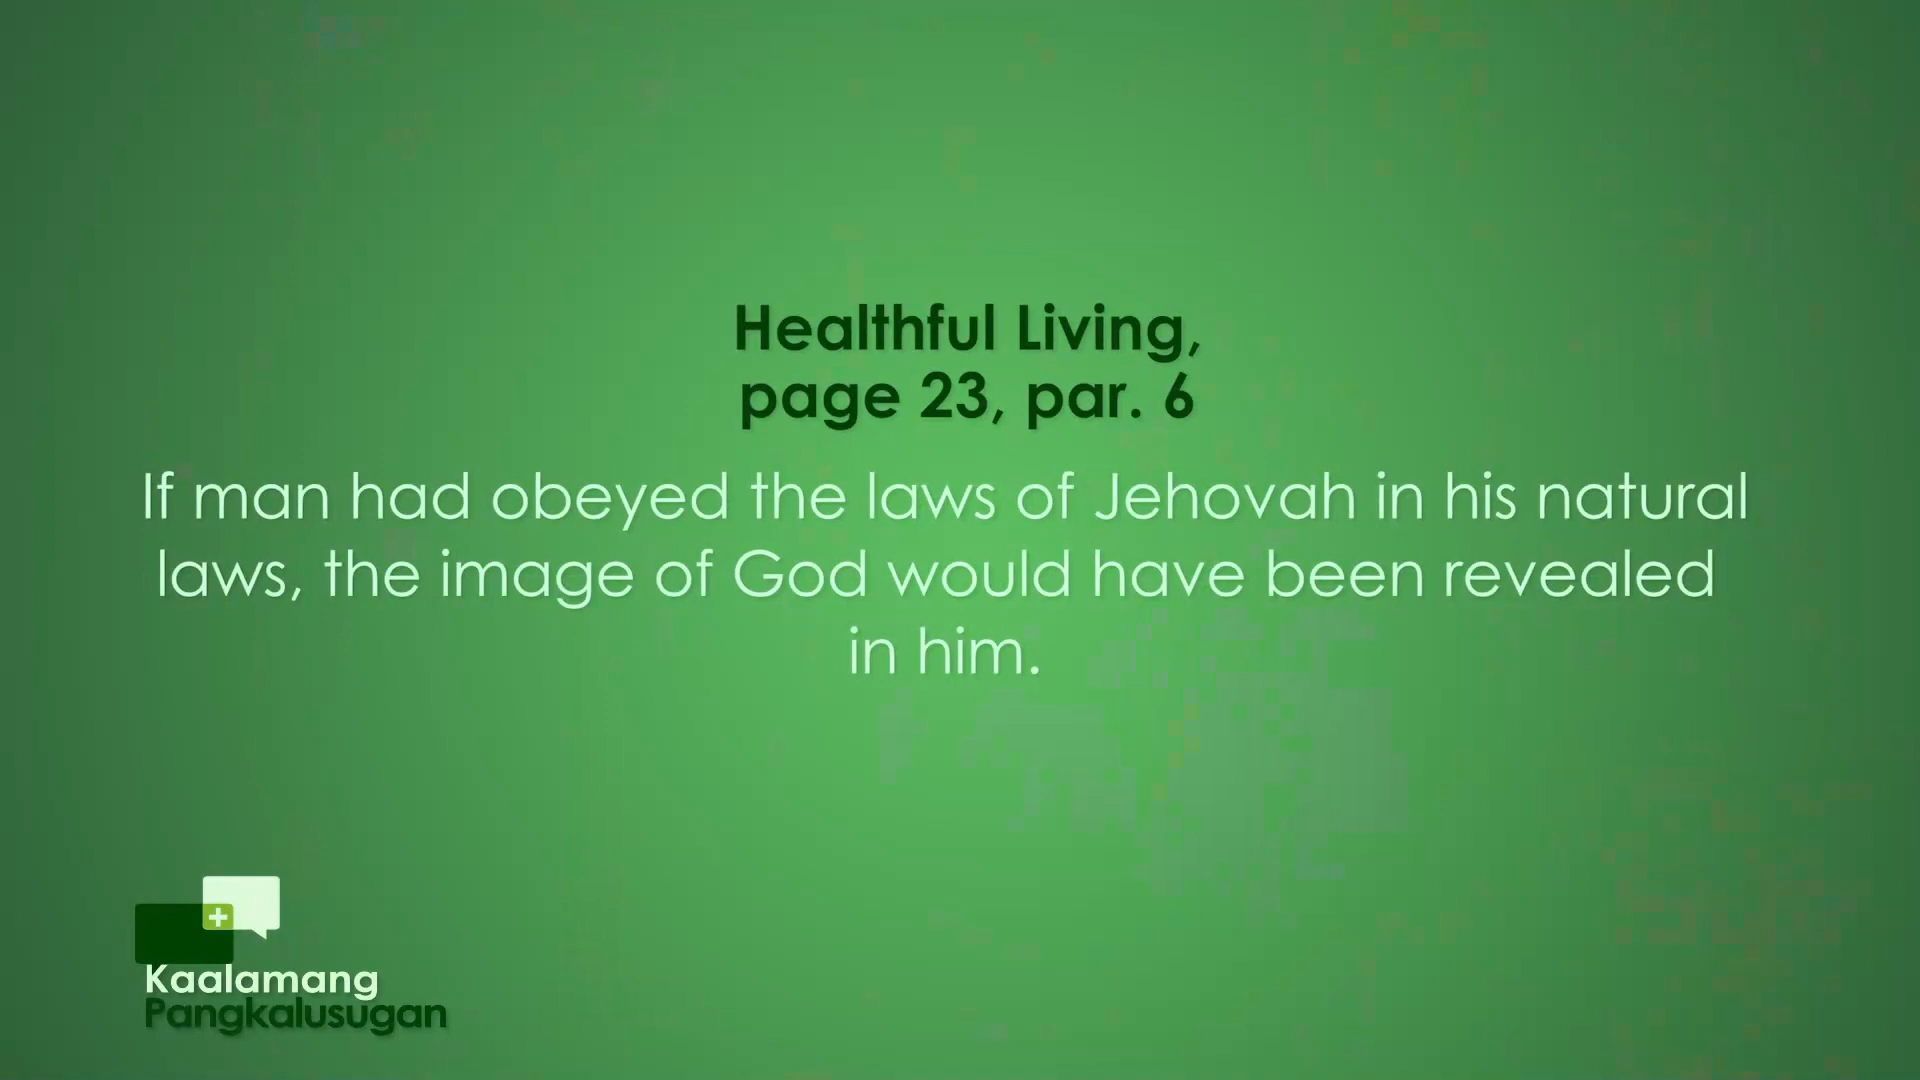 Healthful Living,
page 23, par. 6
If man had obeyed the laws of Jehovah in his natural
laws, the image of God would have been revealed
in him.
Kaalamang
Pangkalusugan